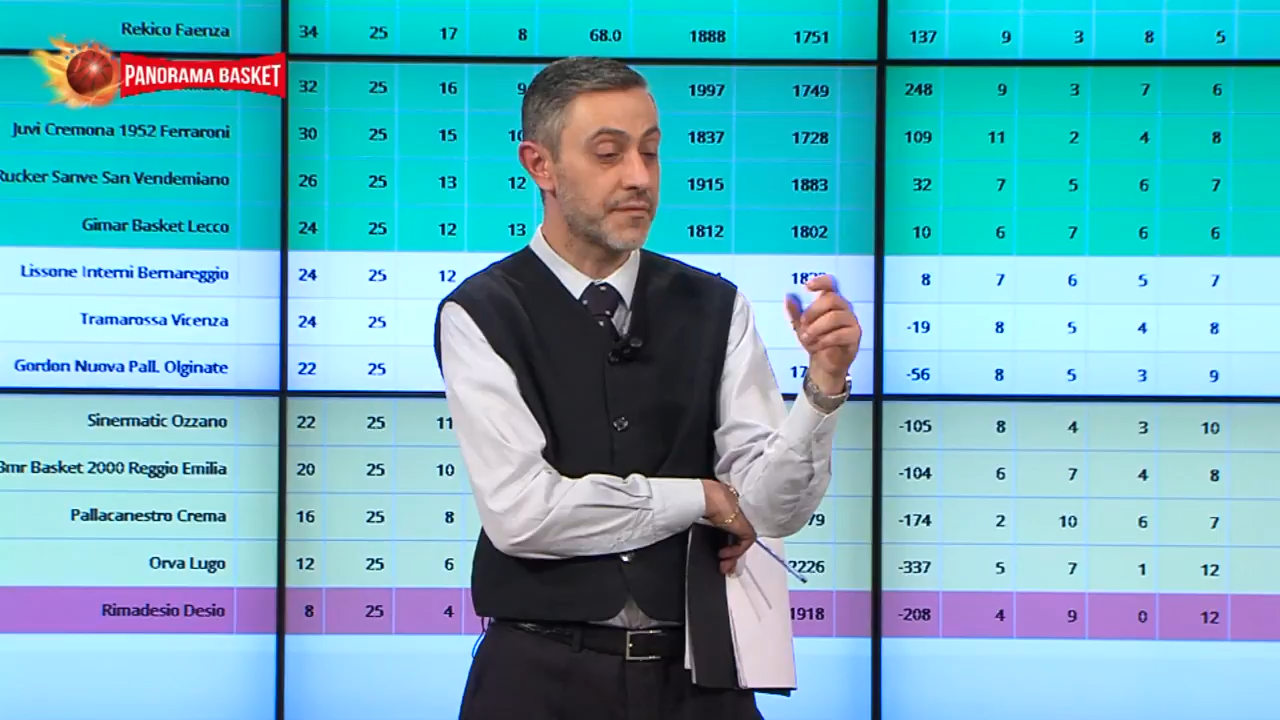 Rekico Faenza 34 25 17 8 68.0 1888 1751 137 9 3 8 5
PANORAMA BASKET
32 25 16 9 1997 1749 248 9 3 7 6
Juvi Cremona 1952 Ferraroni 30 25 15 10 1837 1728 109 11 2 4 8
Rucker Sanve San Vendemiano 26 25 13 12 1915 1883 32 7 5 6 7
Gimar Basket Lecco 24 25 12 13 1812 1802 10 6 7 6 6
Lissone Interni Bernareggio 24 25 12 8 7 6 5 7
Tramarossa Vicenza 24 25 -19 8 5 4 8
Gordon Nuova Pall. Olginate 22 25 -56 8 5 3 9
Sinermatic Ozzano 22 25 11 -105 8 4 3 10
Bmr Basket 2000 Reggio Emilia 20 25 10 -104 6 7 4 8
Pallacanestro Crema 16 25 8 -174 2 10 6 7
Orva Lugo 12 25 6 2226 -337 5 7 1 12
Rimadesio Desio 8 25 4 1918 -208 4 9 0 12